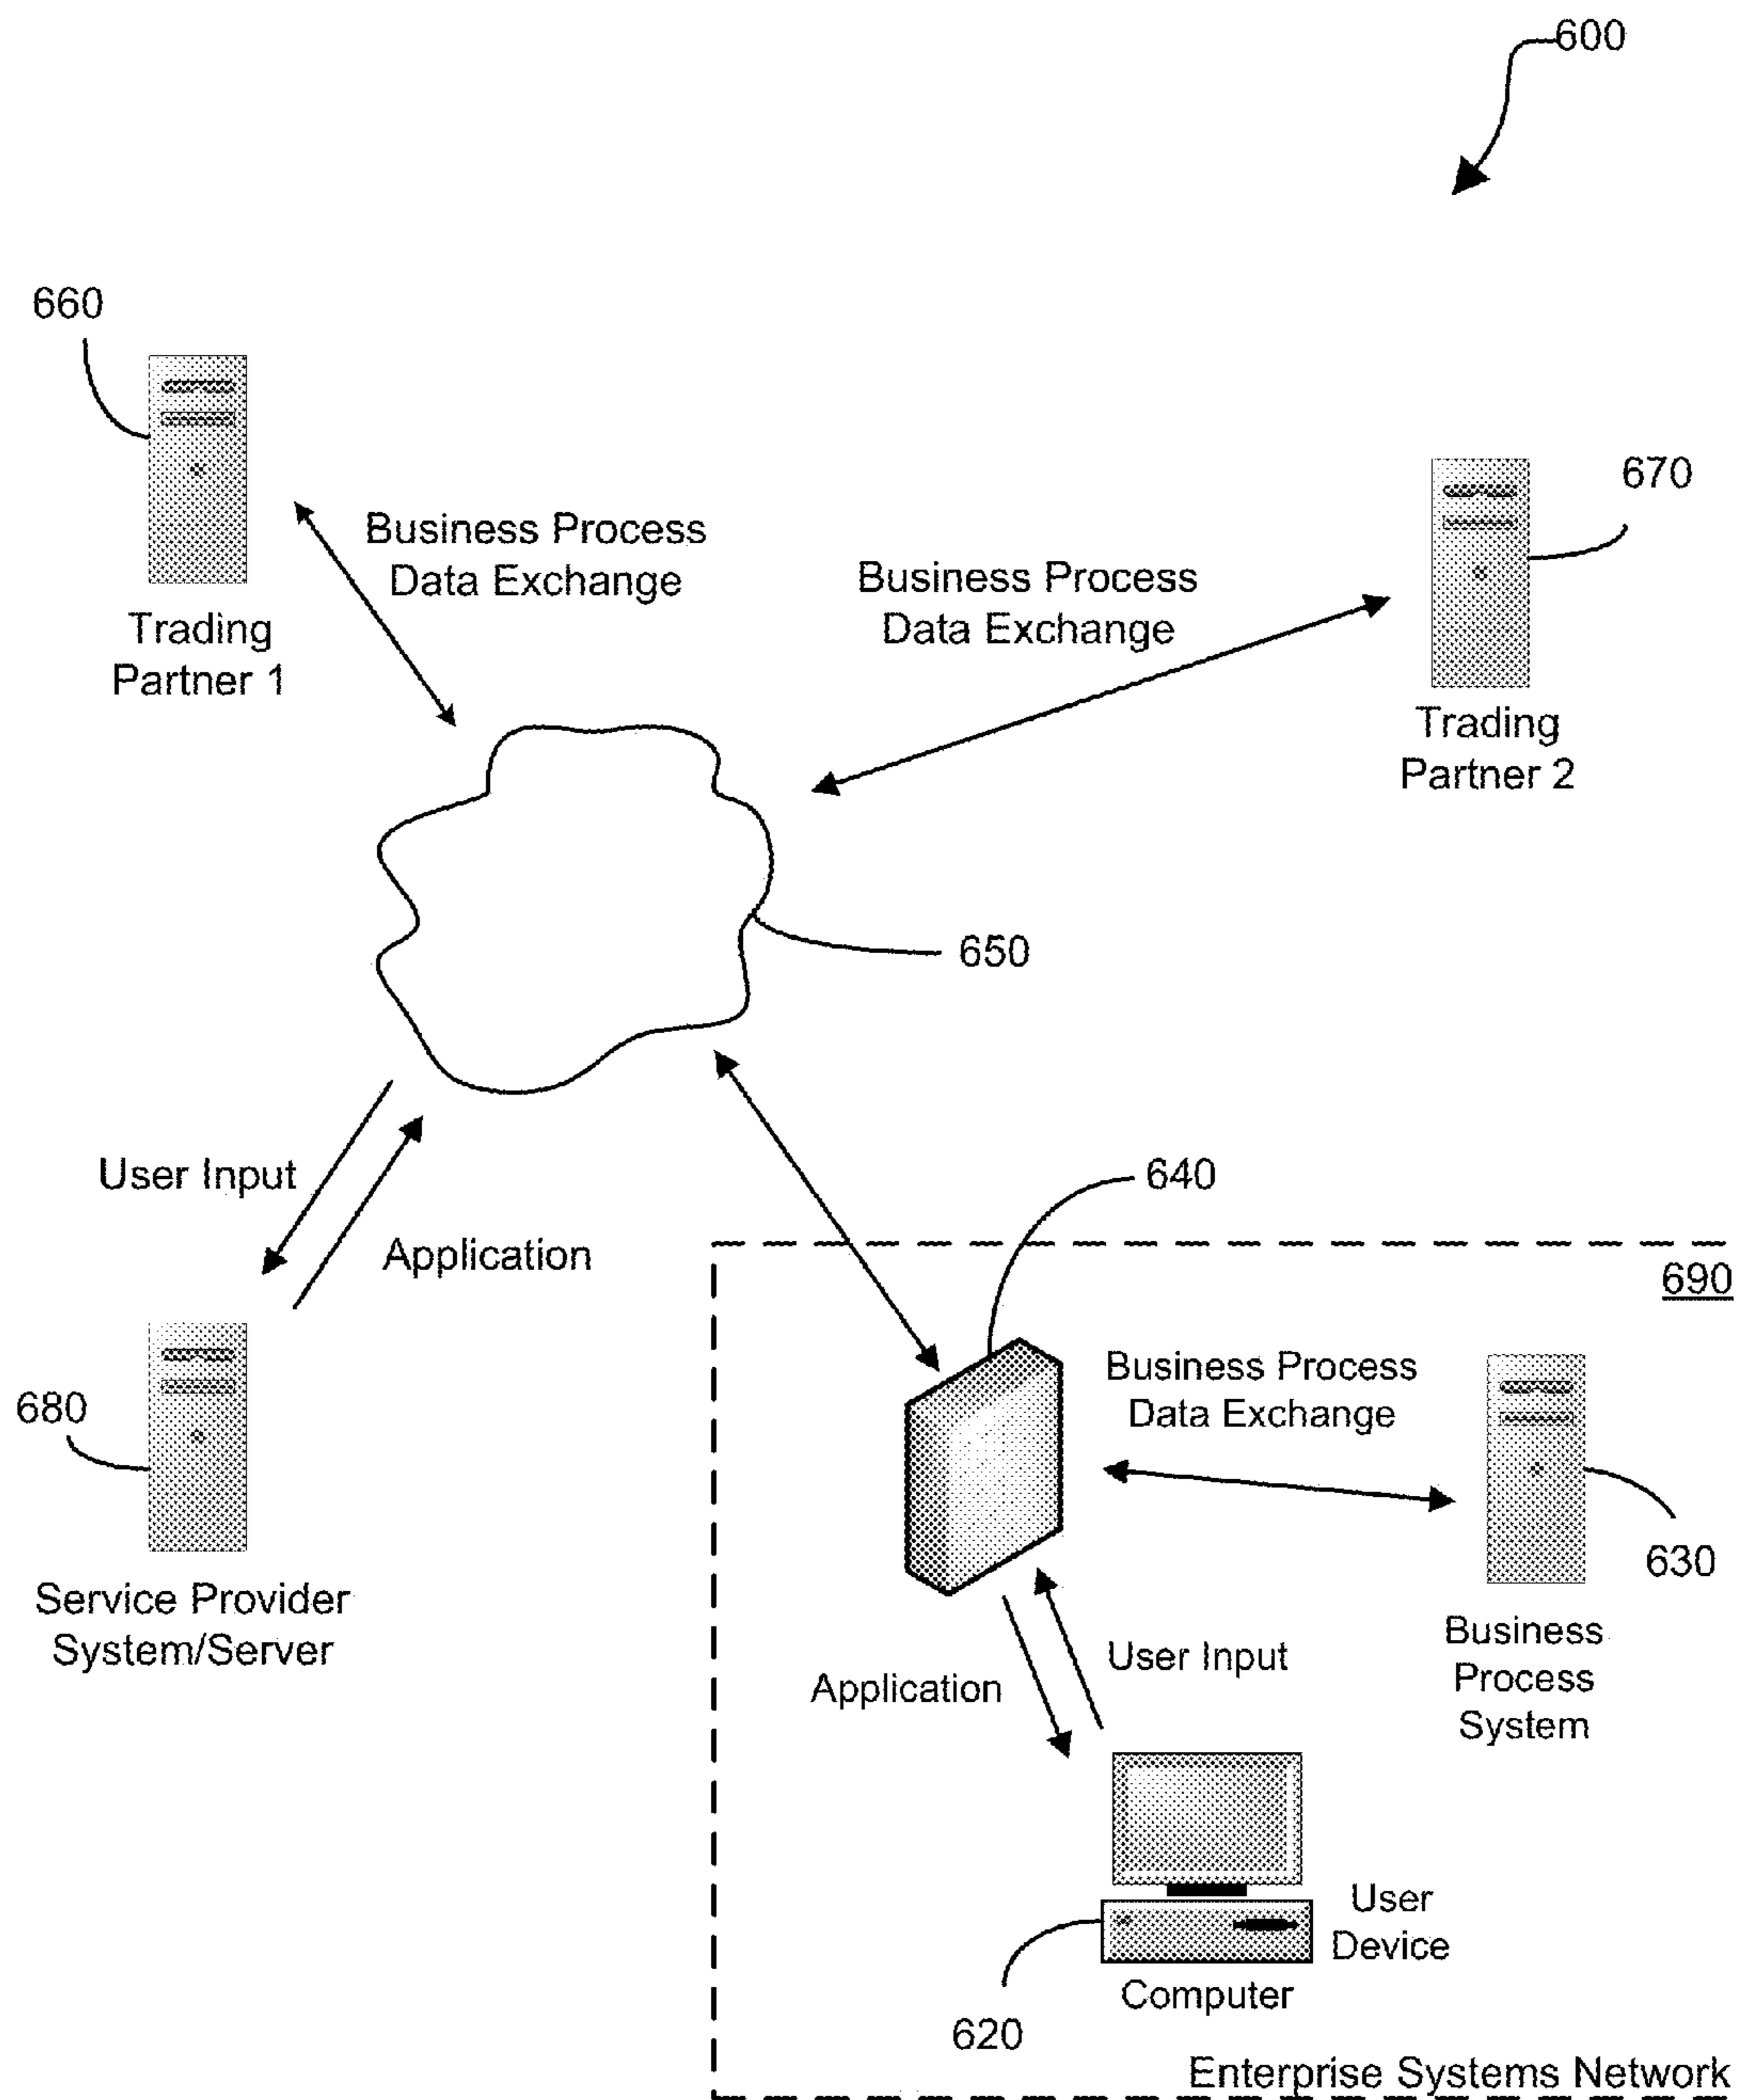 600
660
670
Business Process
Data Exchange
Business Process
Data Exchange
Trading
Partner 1
Trading
Partner 2
650
User Input
Application
640
690
Business Process
Data Exchange
680
630
Service Provider
System/Server
Business
Process
System
User Input
Application
User
Device
Computer
620
Enterprise Systems Network